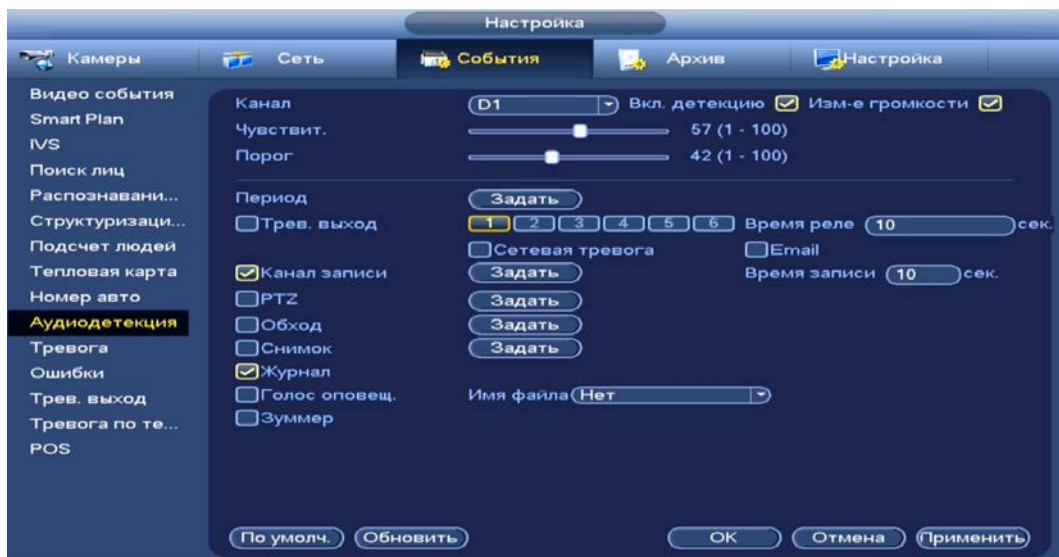 Настройка
Камеры Сеть События Архив Настройка
Видео события
Smart Plan
IVS
Поиск лиц
Распознавани...
Структуризаци...
Подсчет людей
Тепловая карта
Номер авто
Аудиодетекция
Тревога
Ошибки
Трев. выход
Тревога по те...
POS
Канал D1 Вкл. детекцию Изм-е громкости
Чувствит. 57 (1 - 100)
Порог 42 (1 - 100)
Период Задать
Трев. выход 1 2 3 4 5 6 Время реле 10 сек.
Сетевая тревога Email
Канал записи Задать Время записи 10 сек.
PTZ Задать
Обход Задать
Снимок Задать
Журнал
Голос оповещ. Имя файла Нет
Зуммер
По умолч. Обновить OK Отмена Применить